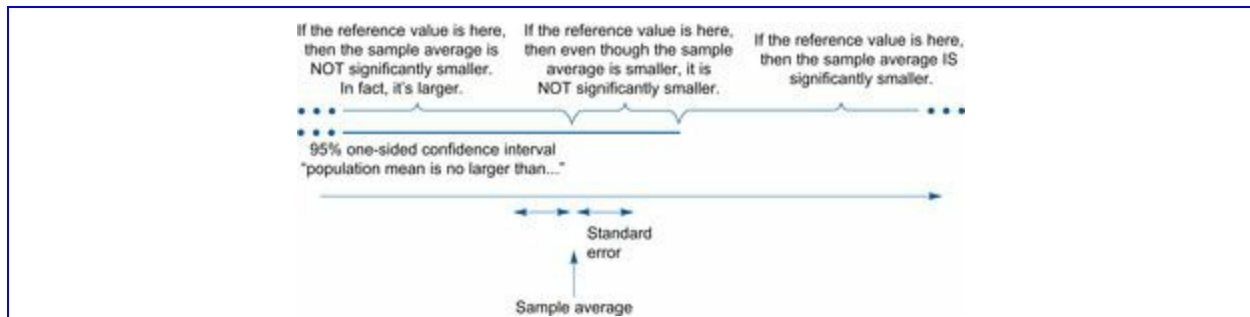 If the reference value is here,
then the sample average is
NOT significantly smaller.
In fact, it's larger.
If the reference value is here,
then even though the sample
average is smaller, it is
NOT significantly smaller.
If the reference value is here,
then the sample average IS
significantly smaller.
95% one-sided confidence interval
"population mean is no larger than..."
Standard
error
Sample average